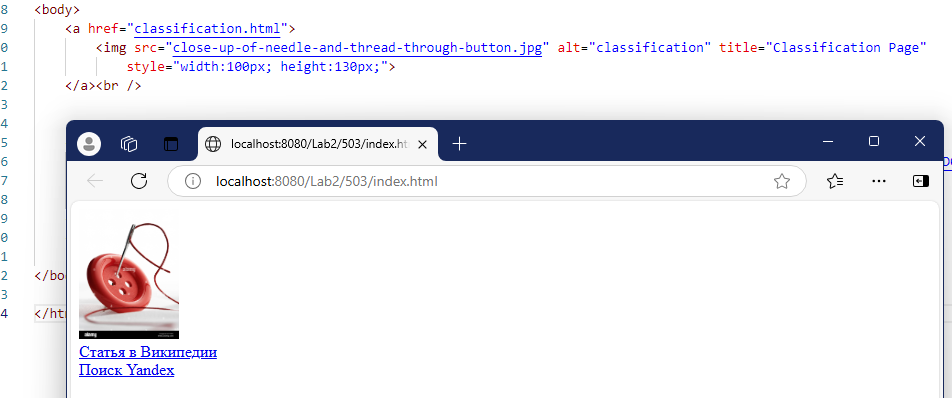 8 <body>
9 <a href="classification.html">
0 <img src="close-up-of-needle-and-thread-through-button.jpg" alt="classification" title="Classification Page"
1 style="width:100px; height:130px;">
2 </a><br />
3
4
5 localhost:8080/Lab2/503/index.ht
6
7 localhost:8080/Lab2/503/index.html
8
9
0
1
2 </bo
3
4 </ht
Статья в Википедии
Поиск Yandex